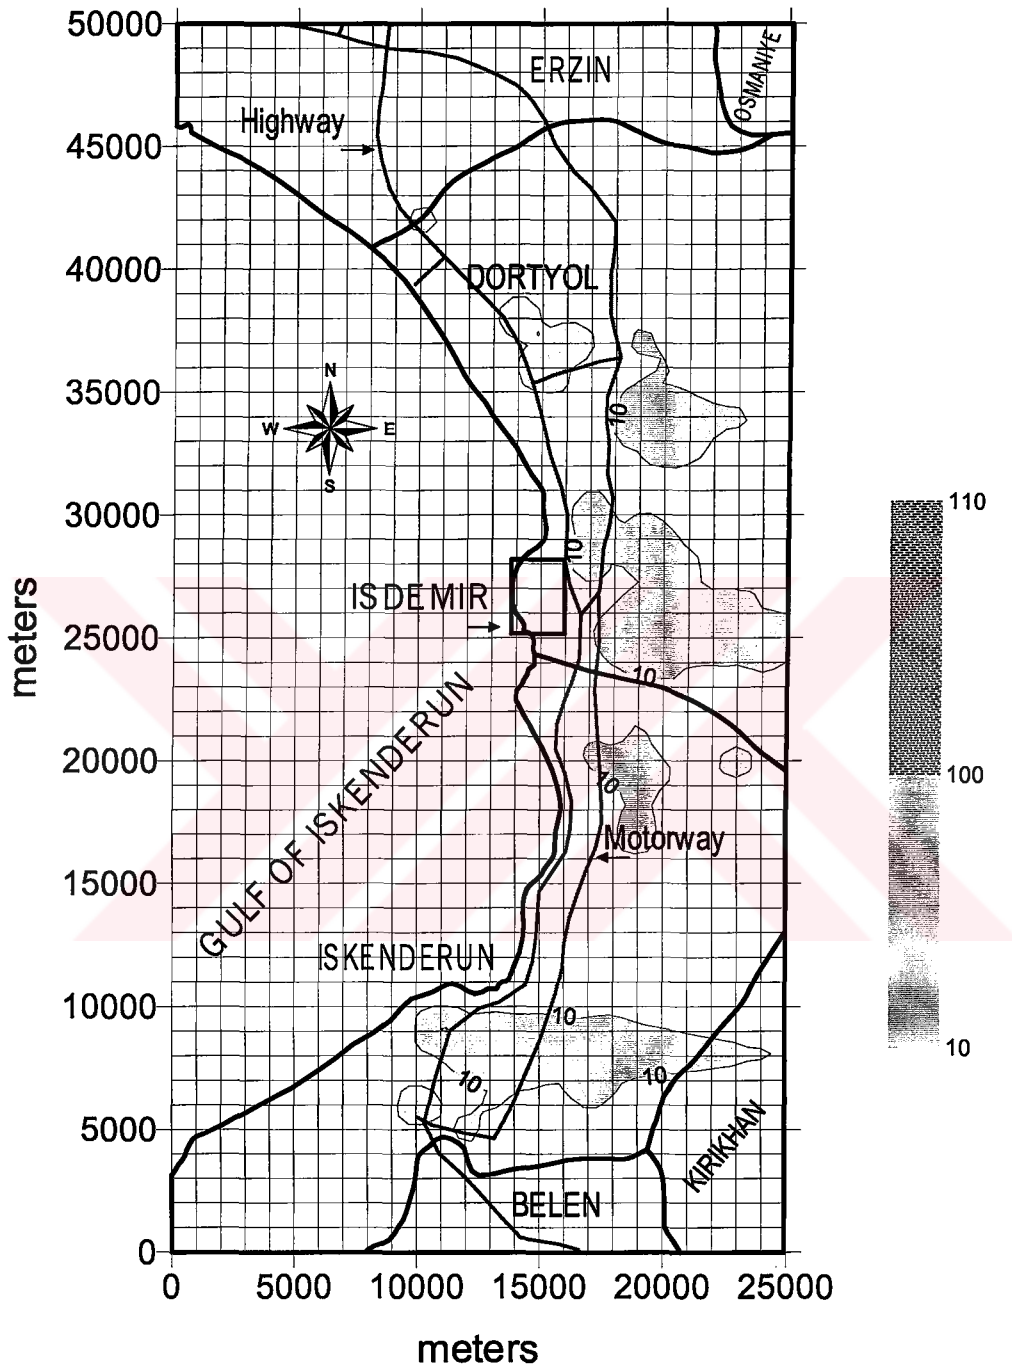 50000
ERZIN
OSMANIYE
Highway
45000
40000
DORTYOL
N
W
E
S
35000
10
30000
10
110
ISDEMIR
25000
10
meters
GULF OF ISKENDERUN
20000
10
100
Motorway
15000
ISKENDERUN
10000
10
10
10
10
5000
KIRIKHAN
BELEN
0
0
5000
10000
15000
20000
25000
meters